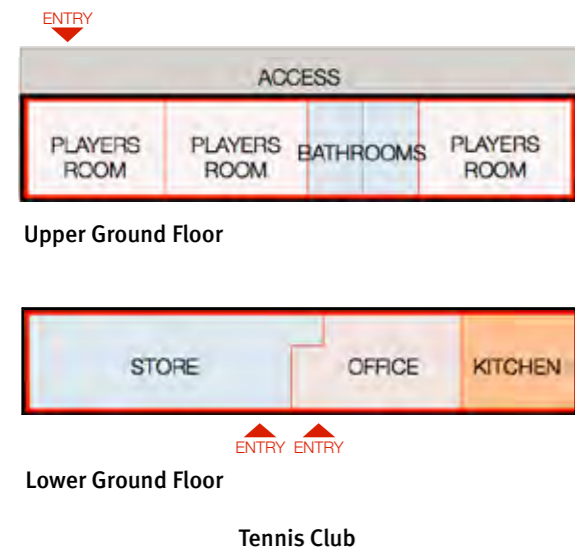 ENTRY
ACCESS
PLAYERS ROOM
PLAYERS ROOM
BATHROOMS
PLAYERS ROOM
Upper Ground Floor
STORE
OFFICE
KITCHEN
ENTRY ENTRY
Lower Ground Floor
Tennis Club